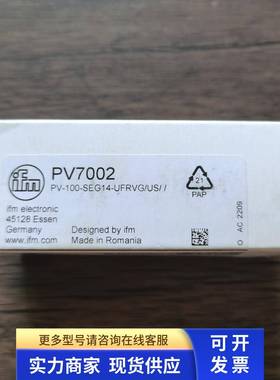 ifm
PV7002
PV-100-SEG14-UFRVG/US/ /
21
PAP
ifm electronic
45128 Essen
Germany
www.ifm.com
Designed by ifm
Made in Romania
O AC 2209
更多型号请咨询在线客服
实力商家 现货供应
可开发票